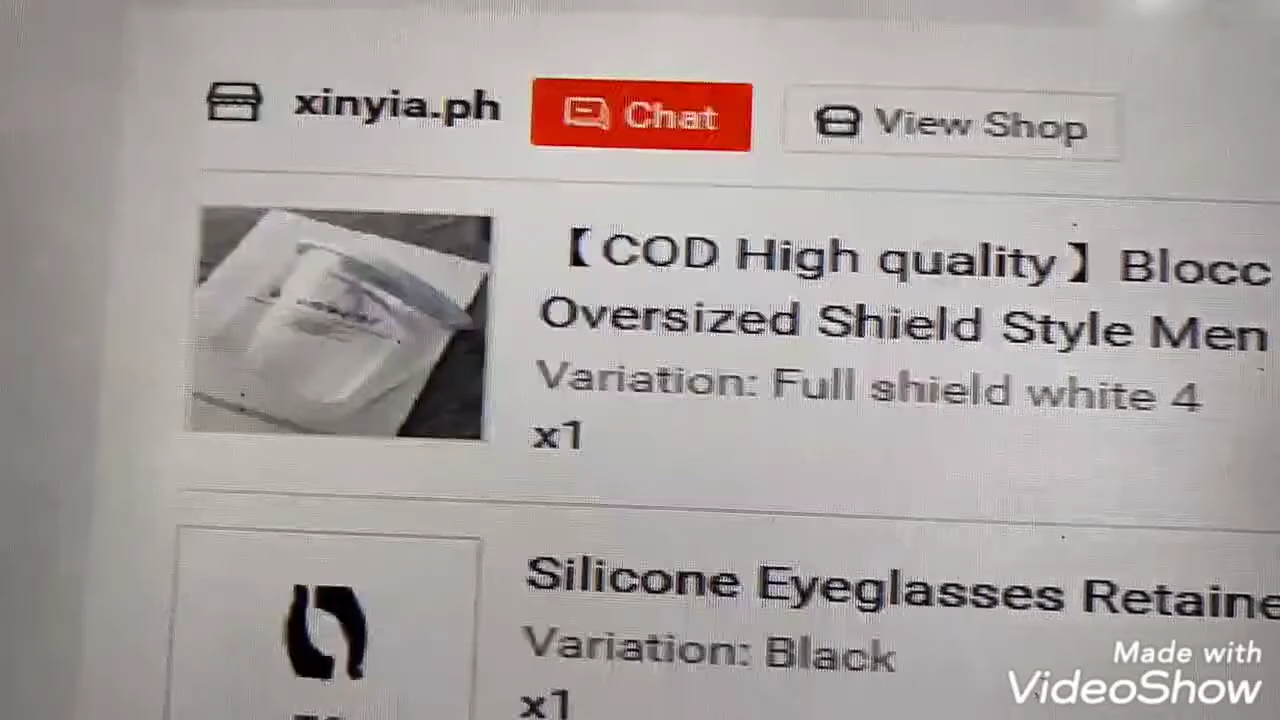 xinyia.ph
Chat
View Shop
【COD High quality】 Blocc
Oversized Shield Style Men
Variation: Full shield white 4
x1
Silicone Eyeglasses Retaine
Variation: Black
x1
Made with
VideoShow